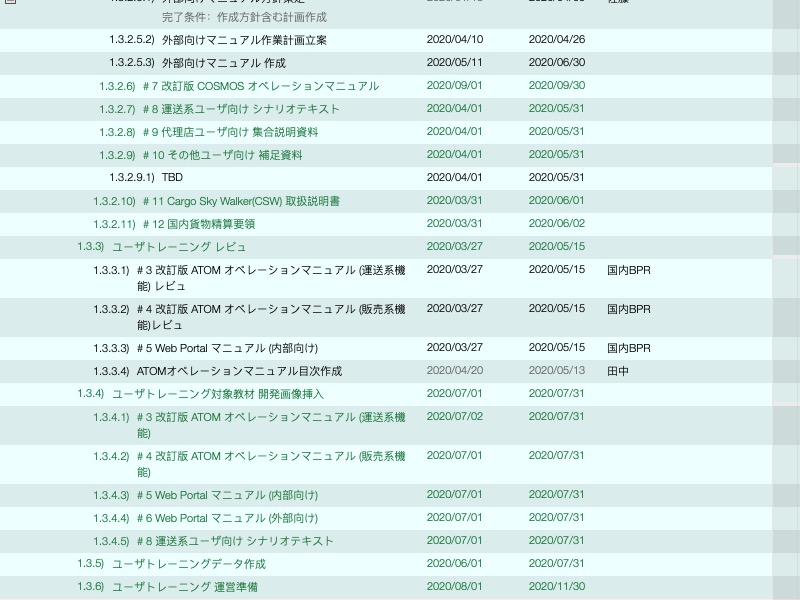 完了条件：作成方針含む計画作成
1.3.2.5.2) 外部向けマニュアル作業計画立案 2020/04/10 2020/04/26
1.3.2.5.3) 外部向けマニュアル 作成 2020/05/11 2020/06/30
1.3.2.6) # 7 改訂版 COSMOS オペレーションマニュアル 2020/09/01 2020/09/30
1.3.2.7) # 8 運送系ユーザ向け シナリオテキスト 2020/04/01 2020/05/31
1.3.2.8) # 9 代理店ユーザ向け 集合説明資料 2020/04/01 2020/05/31
1.3.2.9) # 10 その他ユーザ向け 補足資料 2020/04/01 2020/05/31
1.3.2.9.1) TBD 2020/04/01 2020/05/31
1.3.2.10) # 11 Cargo Sky Walker(CSW) 取扱説明書 2020/03/31 2020/06/01
1.3.2.11) # 12 国内貨物精算要領 2020/03/31 2020/06/02
1.3.3) ユーザトレーニング レビュ 2020/03/27 2020/05/15
1.3.3.1) # 3 改訂版 ATOM オペレーションマニュアル (運送系機 2020/03/27 2020/05/15 国内BPR
能) レビュ
1.3.3.2) # 4 改訂版 ATOM オペレーションマニュアル (販売系機 2020/03/27 2020/05/15 国内BPR
能)レビュ
1.3.3.3) # 5 Web Portal マニュアル (内部向け) 2020/03/27 2020/05/15 国内BPR
1.3.3.4) ATOMオペレーションマニュアル目次作成 2020/04/20 2020/05/13 田中
1.3.4) ユーザトレーニング対象教材 開発画像挿入 2020/07/01 2020/07/31
1.3.4.1) # 3 改訂版 ATOM オペレーションマニュアル (運送系機 2020/07/02 2020/07/31
能)
1.3.4.2) # 4 改訂版 ATOM オペレーションマニュアル (販売系機 2020/07/01 2020/07/31
能)
1.3.4.3) # 5 Web Portal マニュアル (内部向け) 2020/07/01 2020/07/31
1.3.4.4) # 6 Web Portal マニュアル (外部向け) 2020/07/01 2020/07/31
1.3.4.5) # 8 運送系ユーザ向け シナリオテキスト 2020/07/01 2020/07/31
1.3.5) ユーザトレーニングデータ作成 2020/06/01 2020/07/31
1.3.6) ユーザトレーニング 運営準備 2020/08/01 2020/11/30